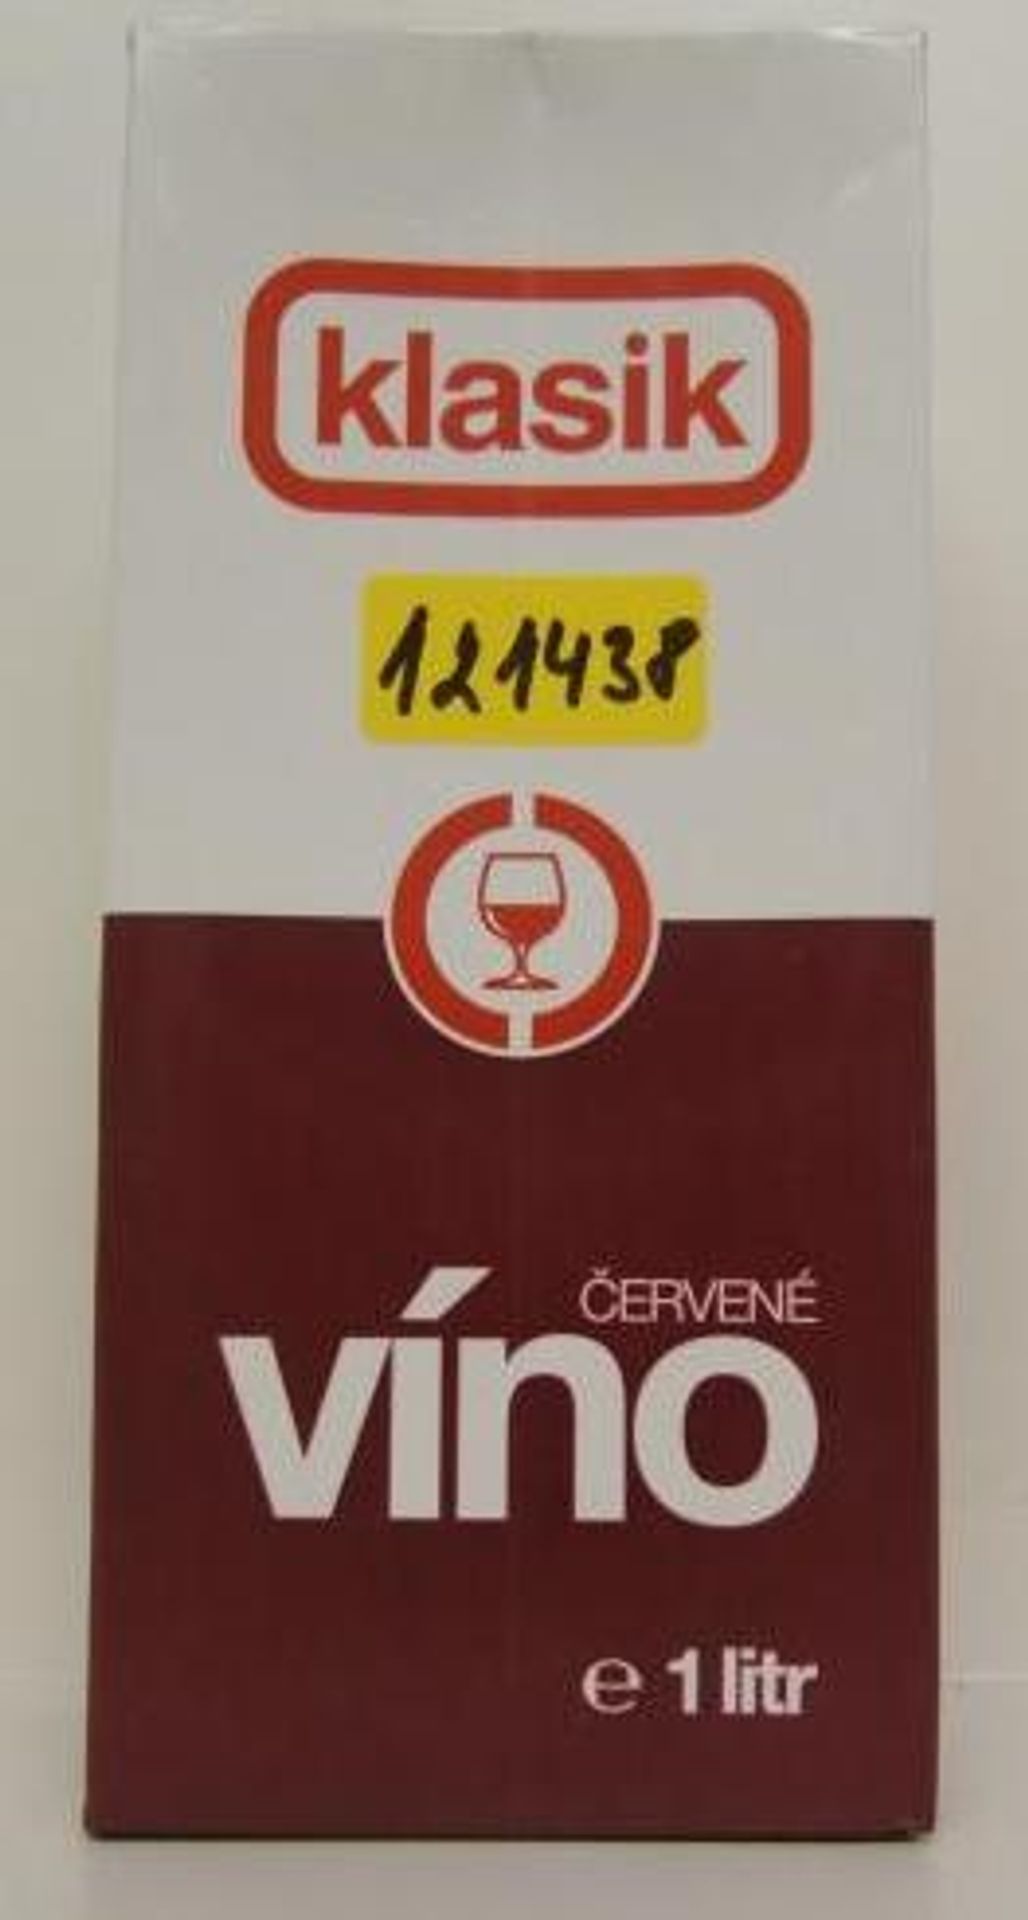 klasik
121438
ČERVENÉ
víno
℮ 1 litr